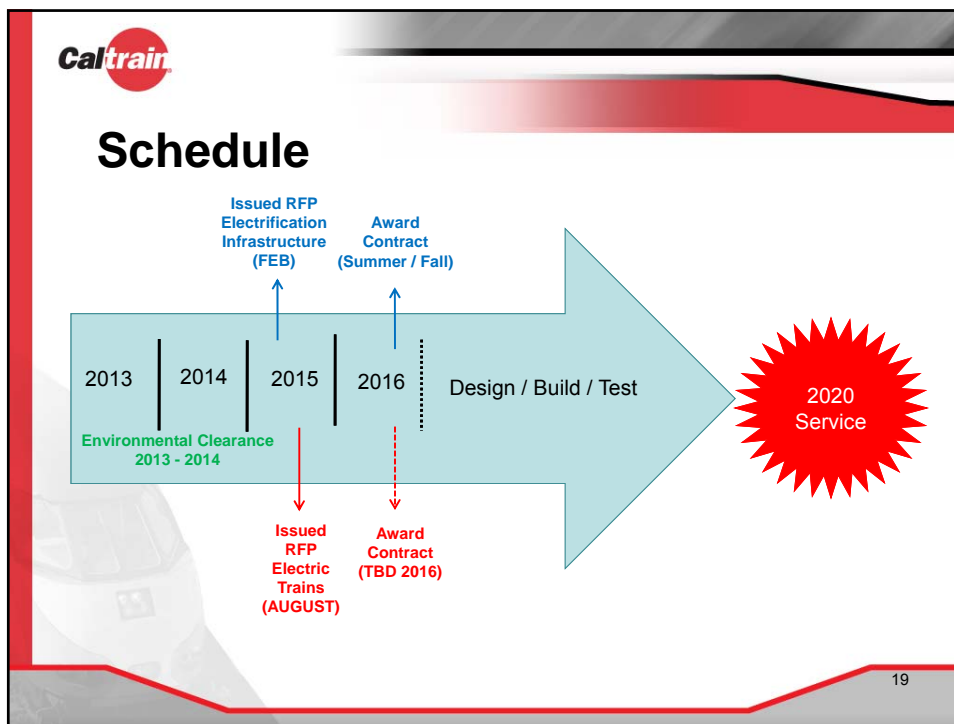 Caltrain
Schedule
Issued RFP
Electrification
Infrastructure
(FEB)
Award
Contract
(Summer / Fall)
2013
2014
2015
2016
Design / Build / Test
2020
Service
Environmental Clearance
2013 - 2014
Issued
RFP
Electric
Trains
(AUGUST)
Award
Contract
(TBD 2016)
19